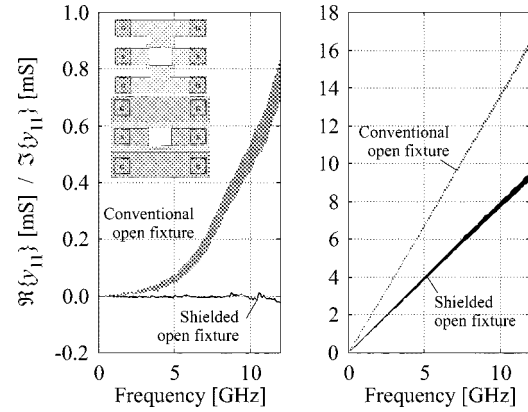 ℜ{y11} [mS] / ℑ{y11} [mS]
1.0
0.8
0.6
0.4
0.2
0.0
-0.2
Conventional
open fixture
Shielded
open fixture
0
5
10
Frequency [GHz]
18
16
14
12
10
8
6
4
2
0
Conventional
open fixture
Shielded
open fixture
0
5
10
Frequency [GHz]